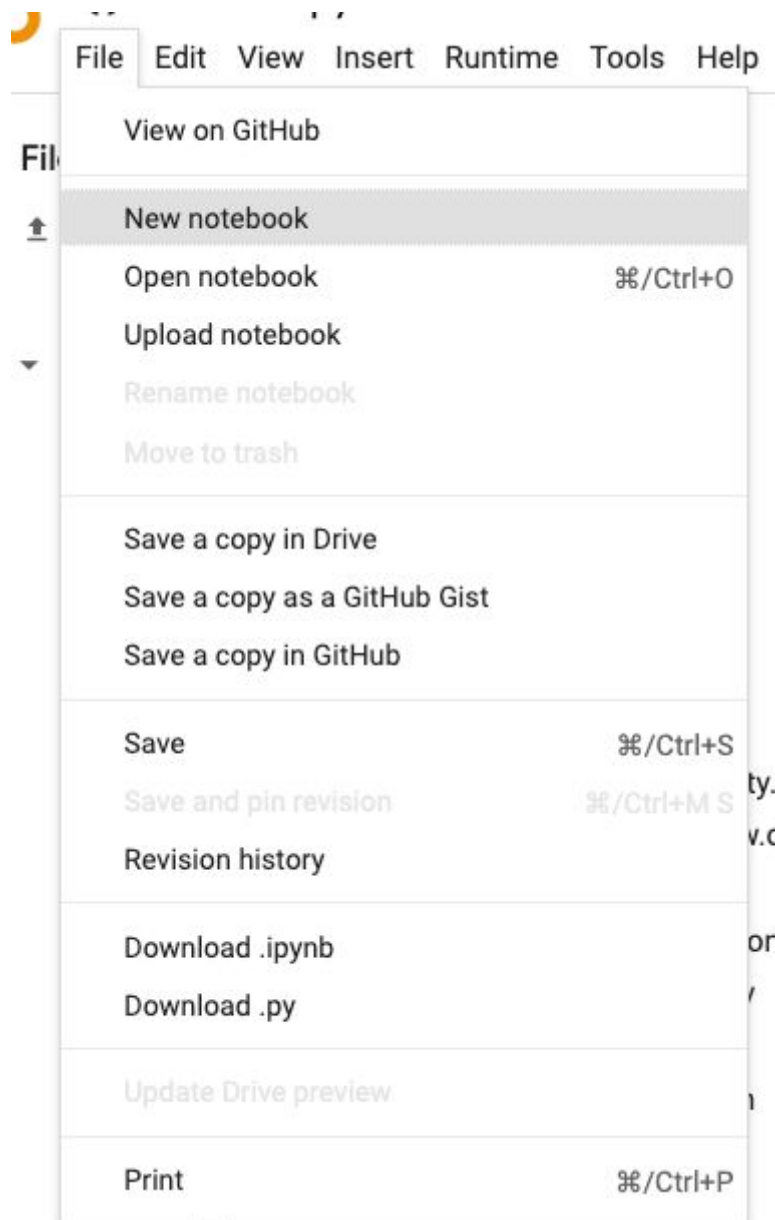 File Edit View Insert Runtime Tools Help
View on GitHub
New notebook
Open notebook ⌘/Ctrl+O
Upload notebook
Rename notebook
Move to trash
Save a copy in Drive
Save a copy as a GitHub Gist
Save a copy in GitHub
Save ⌘/Ctrl+S
Save and pin revision ⌘/Ctrl+M S
Revision history
Download .ipynb
Download .py
Update Drive preview
Print ⌘/Ctrl+P